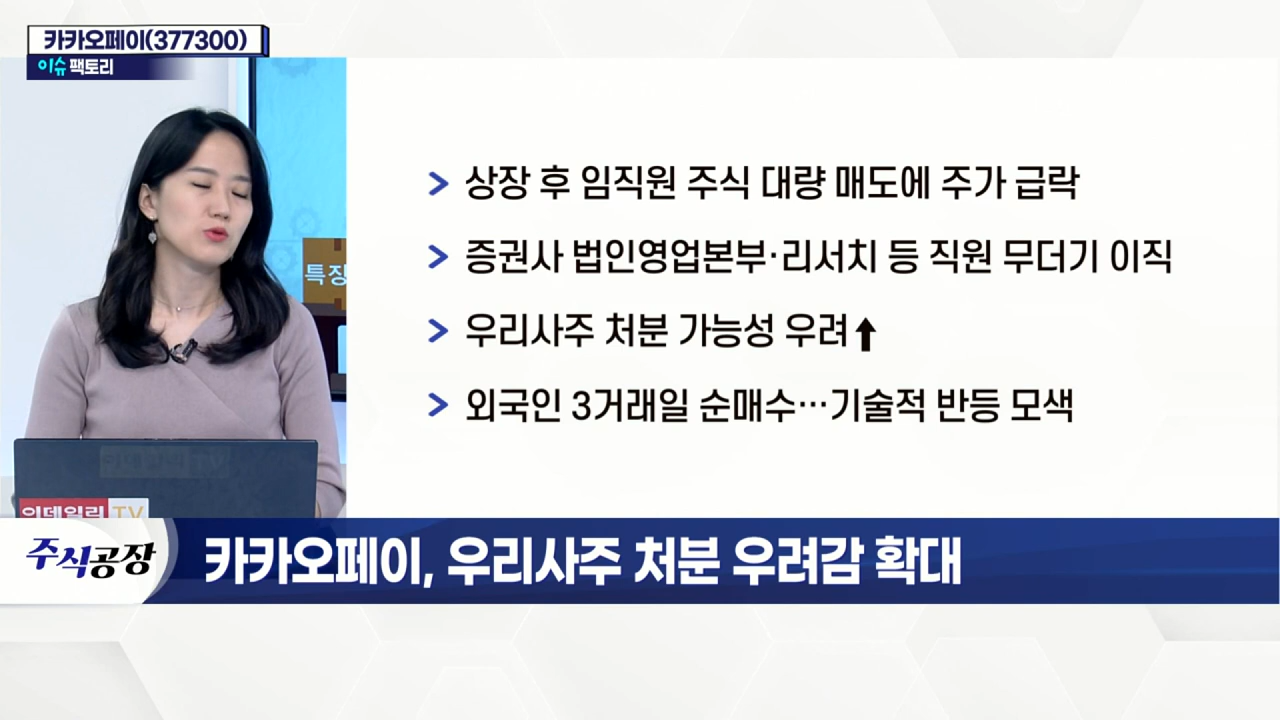 카카오페이(377300)
이슈 팩토리
상장 후 임직원 주식 대량 매도에 주가 급락
증권사 법인영업본부·리서치 등 직원 무더기 이직
우리사주 처분 가능성 우려⬆
외국인 3거래일 순매수…기술적 반등 모색
특징
이데일리 TV
주식공장
카카오페이, 우리사주 처분 우려감 확대